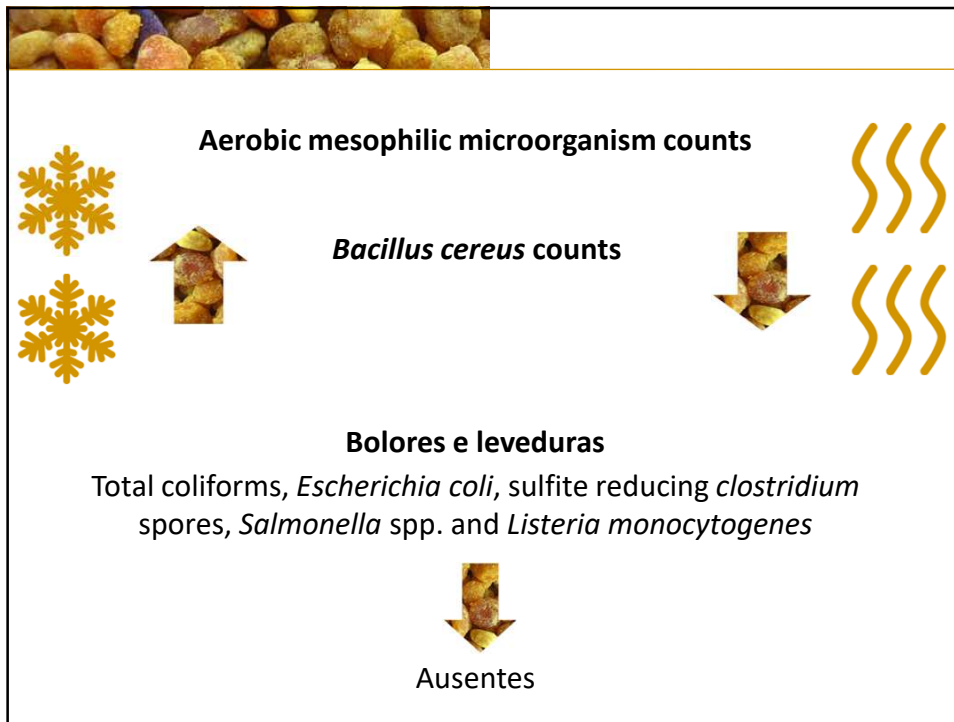 Aerobic mesophilic microorganism counts
Bacillus cereus counts
Bolores e leveduras
Total coliforms, Escherichia coli, sulfite reducing clostridium
spores, Salmonella spp. and Listeria monocytogenes
Ausentes